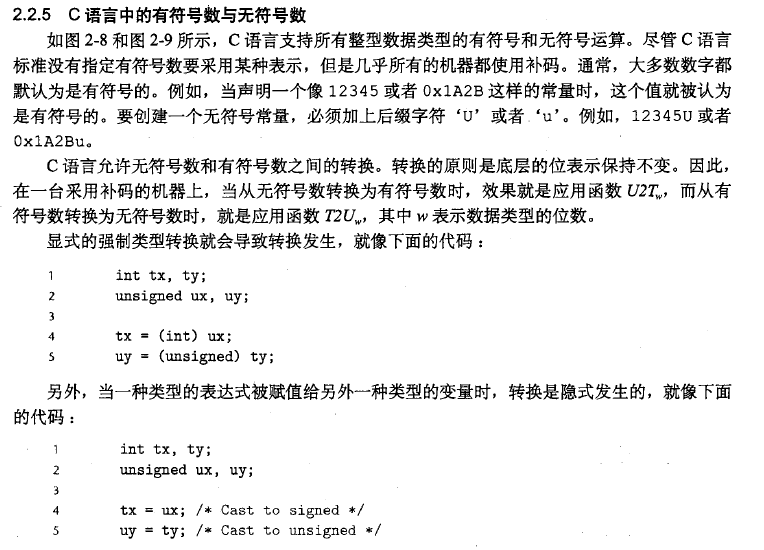 2.2.5 C 语言中的有符号数与无符号数
如图 2-8 和图 2-9 所示，C 语言支持所有整型数据类型的有符号和无符号运算。尽管 C 语言
标准没有指定有符号数要采用某种表示，但是几乎所有的机器都使用补码。通常，大多数数字都
默认为是有符号的。例如，当声明一个像 12345 或者 0x1A2B 这样的常量时，这个值就被认为
是有符号的。要创建一个无符号常量，必须加上后缀字符‘U’或者‘u’。例如，12345U 或者
0x1A2Bu。
C 语言允许无符号数和有符号数之间的转换。转换的原则是底层的位表示保持不变。因此，
在一台采用补码的机器上，当从无符号数转换为有符号数时，效果就是应用函数 U2Tw，而从有
符号数转换为无符号数时，就是应用函数 T2Uw，其中 w 表示数据类型的位数。
显式的强制类型转换就会导致转换发生，就像下面的代码：
1 int tx, ty;
2 unsigned ux, uy;
3
4 tx = (int) ux;
5 uy = (unsigned) ty;
另外，当一种类型的表达式被赋值给另外一种类型的变量时，转换是隐式发生的，就像下面
的代码：
1 int tx, ty;
2 unsigned ux, uy;
3
4 tx = ux; /* Cast to signed */
5 uy = ty; /* Cast to unsigned */